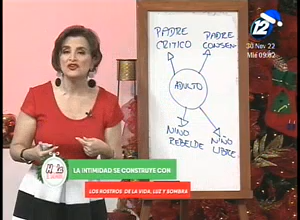 12
30 Nov 22
Mié 09:02
PADRE
CRITICO
PADRE
CONSEN
ADULTO
NIÑO
REBELDE
NIÑO
LIBRE
LA INTIMIDAD SE CONSTRUYE CON
LOS ROSTROS DE LA VIDA, LUZ Y SOMBRAS